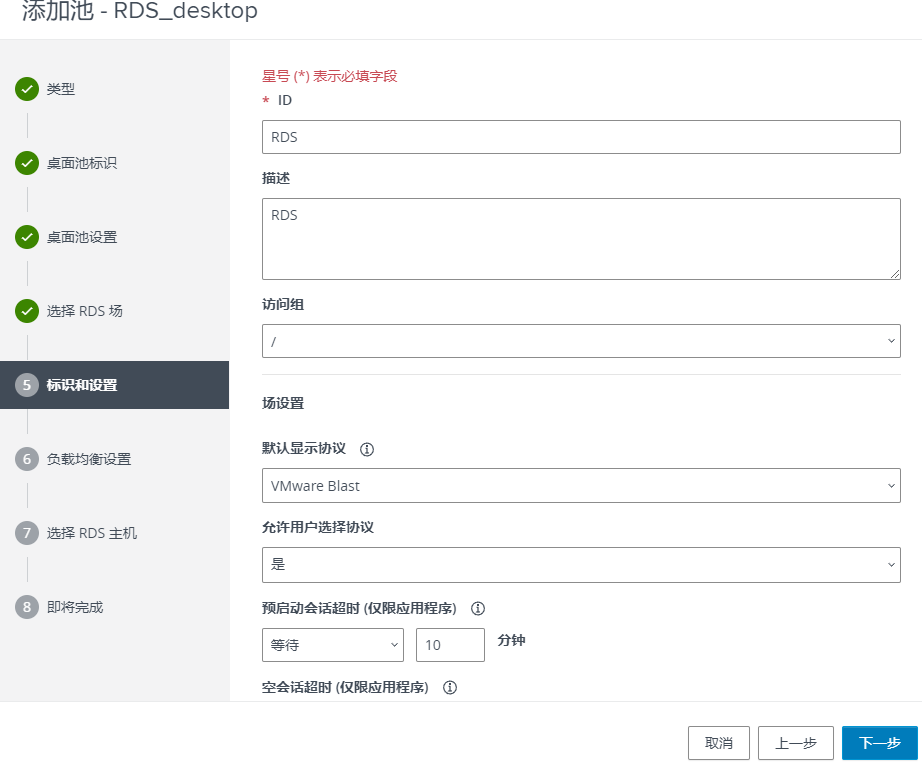 添加池 - RDS_desktop
类型
桌面池标识
桌面池设置
选择 RDS 场
5 标识和设置
6 负载均衡设置
7 选择 RDS 主机
8 即将完成
星号 (*) 表示必填字段
* ID
RDS
描述
RDS
访问组
/
场设置
默认显示协议
VMware Blast
允许用户选择协议
是
预启动会话超时 (仅限应用程序)
等待 10 分钟
空会话超时 (仅限应用程序)
取消 上一步 下一步